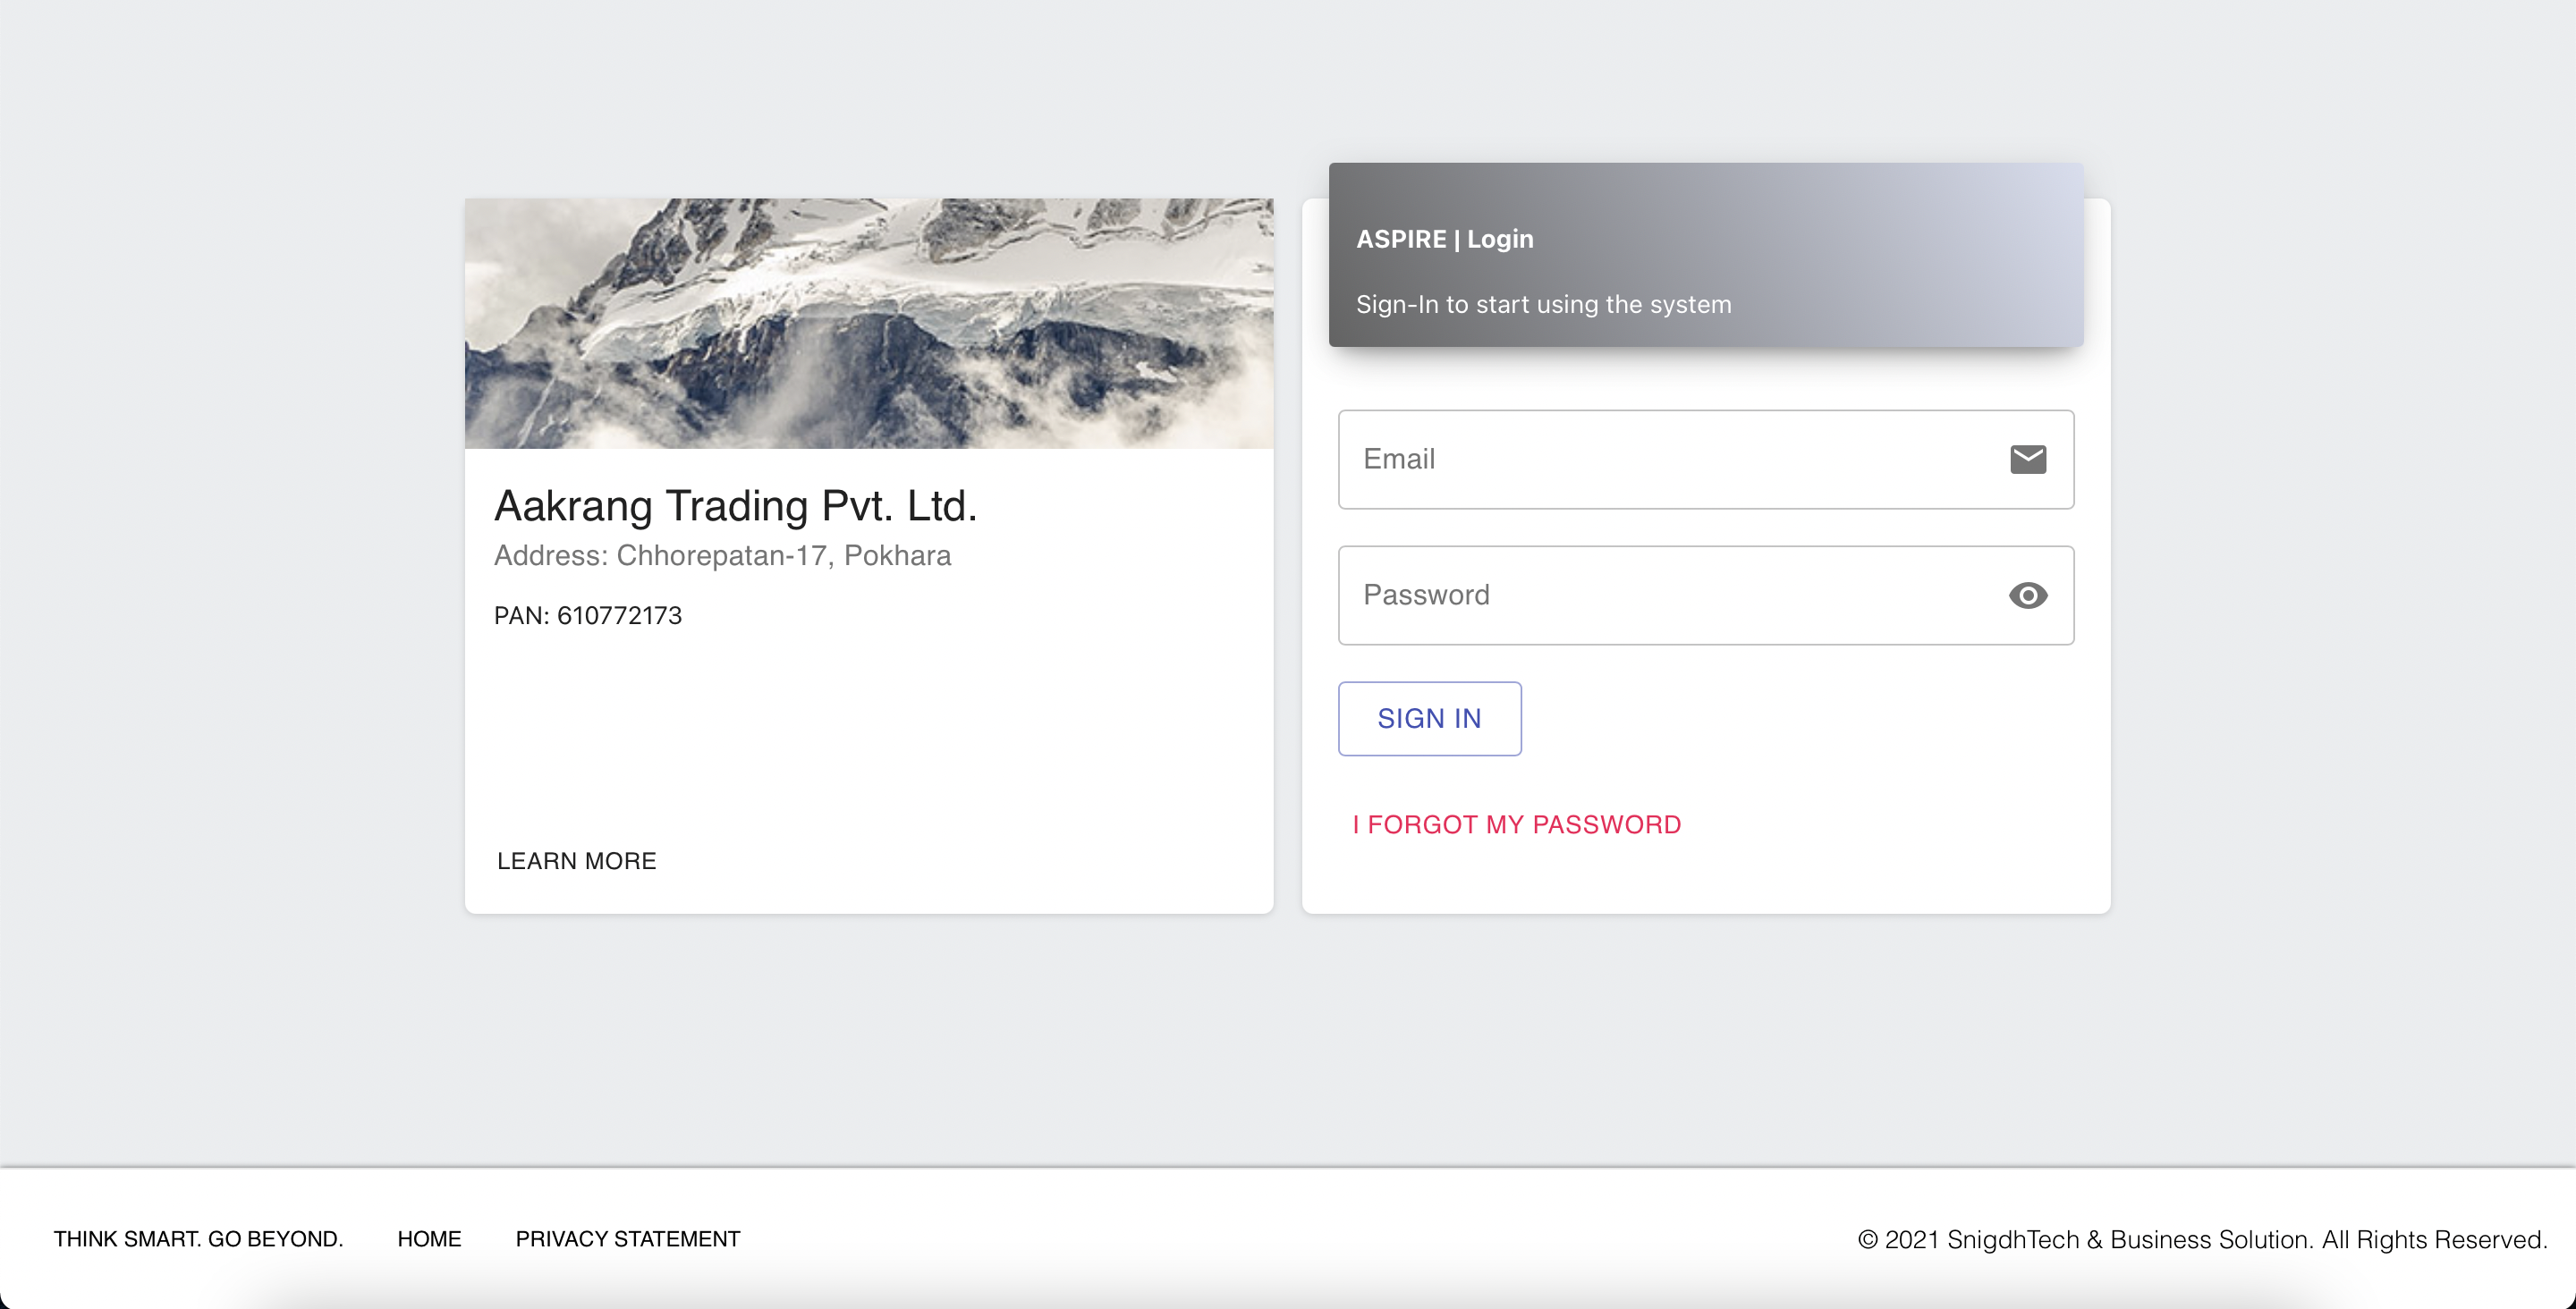 Aakrang Trading Pvt. Ltd.
Address: Chhorepatan-17, Pokhara
PAN: 610772173
LEARN MORE
ASPIRE | Login
Sign-In to start using the system
Email
Password
SIGN IN
I FORGOT MY PASSWORD
THINK SMART. GO BEYOND.
HOME
PRIVACY STATEMENT
© 2021 SnigdhTech & Business Solution. All Rights Reserved.